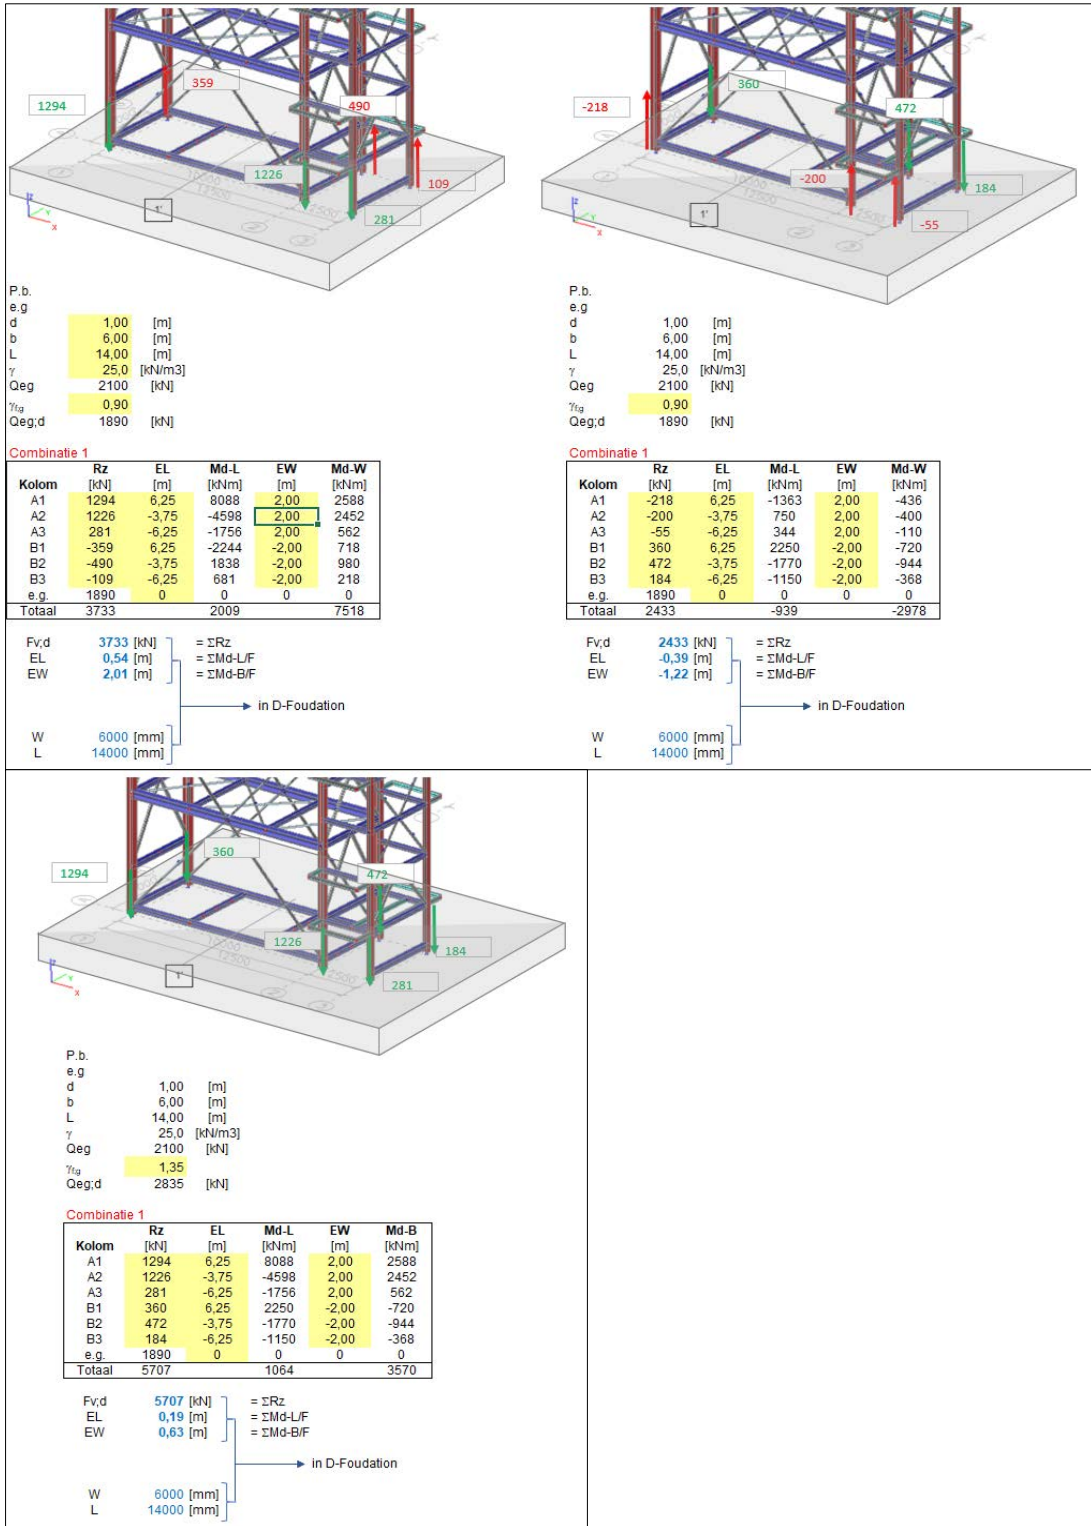 359
1294
490
1226
109
281
10000
12500
2500
1'
P.b.
e.g
d 1,00 [m]
b 6,00 [m]
L 14,00 [m]
γ 25,0 [kN/m3]
Qeg 2100 [kN]
γf;g 0,90
Qeg;d 1890 [kN]
Combinatie 1
Rz EL Md-L EW Md-W
Kolom [kN] [m] [kNm] [m] [kNm]
A1 1294 6,25 8088 2,00 2588
A2 1226 -3,75 -4598 2,00 2452
A3 281 -6,25 -1756 2,00 562
B1 -359 6,25 -2244 -2,00 718
B2 -490 -3,75 1838 -2,00 980
B3 -109 -6,25 681 -2,00 218
e.g. 1890 0 0 0 0
Totaal 3733 2009 7518
Fv;d 3733 [kN] = ΣRz
EL 0,54 [m] = ΣMd-L/F
EW 2,01 [m] = ΣMd-B/F
in D-Foudation
W 6000 [mm]
L 14000 [mm]
360
-218
472
-200
184
-55
10000
12500
2500
1'
P.b.
e.g
d 1,00 [m]
b 6,00 [m]
L 14,00 [m]
γ 25,0 [kN/m3]
Qeg 2100 [kN]
γf;g 0,90
Qeg;d 1890 [kN]
Combinatie 1
Rz EL Md-L EW Md-W
Kolom [kN] [m] [kNm] [m] [kNm]
A1 -218 6,25 -1363 2,00 -436
A2 -200 -3,75 750 2,00 -400
A3 -55 -6,25 344 2,00 -110
B1 360 6,25 2250 -2,00 -720
B2 472 -3,75 -1770 -2,00 -944
B3 184 -6,25 -1150 -2,00 -368
e.g. 1890 0 0 0 0
Totaal 2433 -939 -2978
Fv;d 2433 [kN] = ΣRz
EL -0,39 [m] = ΣMd-L/F
EW -1,22 [m] = ΣMd-B/F
in D-Foudation
W 6000 [mm]
L 14000 [mm]
360
1294
472
1226
184
281
10000
12500
2500
1'
P.b.
e.g
d 1,00 [m]
b 6,00 [m]
L 14,00 [m]
γ 25,0 [kN/m3]
Qeg 2100 [kN]
γf;g 1,35
Qeg;d 2835 [kN]
Combinatie 1
Rz EL Md-L EW Md-B
Kolom [kN] [m] [kNm] [m] [kNm]
A1 1294 6,25 8088 2,00 2588
A2 1226 -3,75 -4598 2,00 2452
A3 281 -6,25 -1756 2,00 562
B1 360 6,25 2250 -2,00 -720
B2 472 -3,75 -1770 -2,00 -944
B3 184 -6,25 -1150 -2,00 -368
e.g. 1890 0 0 0 0
Totaal 5707 1064 3570
Fv;d 5707 [kN] = ΣRz
EL 0,19 [m] = ΣMd-L/F
EW 0,63 [m] = ΣMd-B/F
in D-Foudation
W 6000 [mm]
L 14000 [mm]